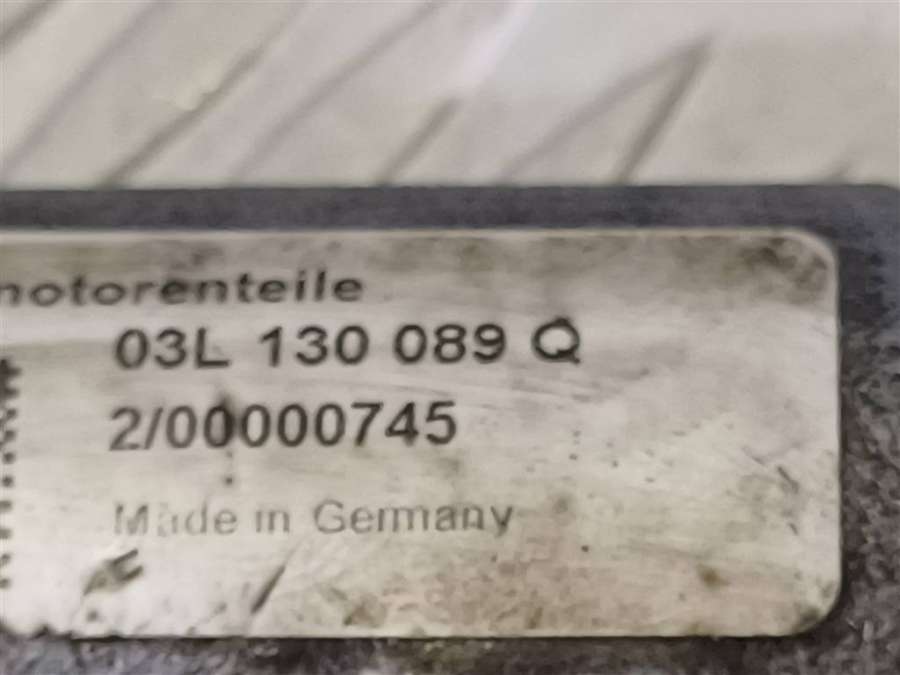 motorenteile
03L 130 089 Q
2/00000745
Made in Germany